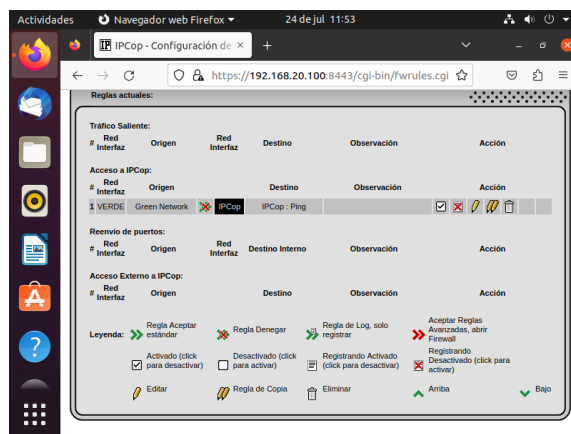 Actividades
Navegador web Firefox
24 de jul 11:53
IPCop - Configuración de
https://192.168.20.100:8443/cgi-bin/fwrules.cgi
Reglas actuales:
Tráfico Saliente:
# Red Interfaz Origen Red Interfaz Destino Observación Acción
Acceso a IPCop:
# Red Interfaz Origen Destino Observación Acción
1 VERDE Green Network IPCop IPCop : Ping
Reenvío de puertos:
# Red Interfaz Origen Red Interfaz Destino Interno Observación Acción
Acceso Externo a IPCop:
# Red Interfaz Origen Destino Observación Acción
Leyenda: Regla Aceptar estándar Regla Denegar Regla de Log, solo registrar Aceptar Reglas Avanzadas, abrir Firewall
Activado (click para desactivar) Desactivado (click para activar) Registrando Activado (click para desactivar) Registrando Desactivado (click para activar)
Editar Regla de Copia Eliminar Arriba Bajo